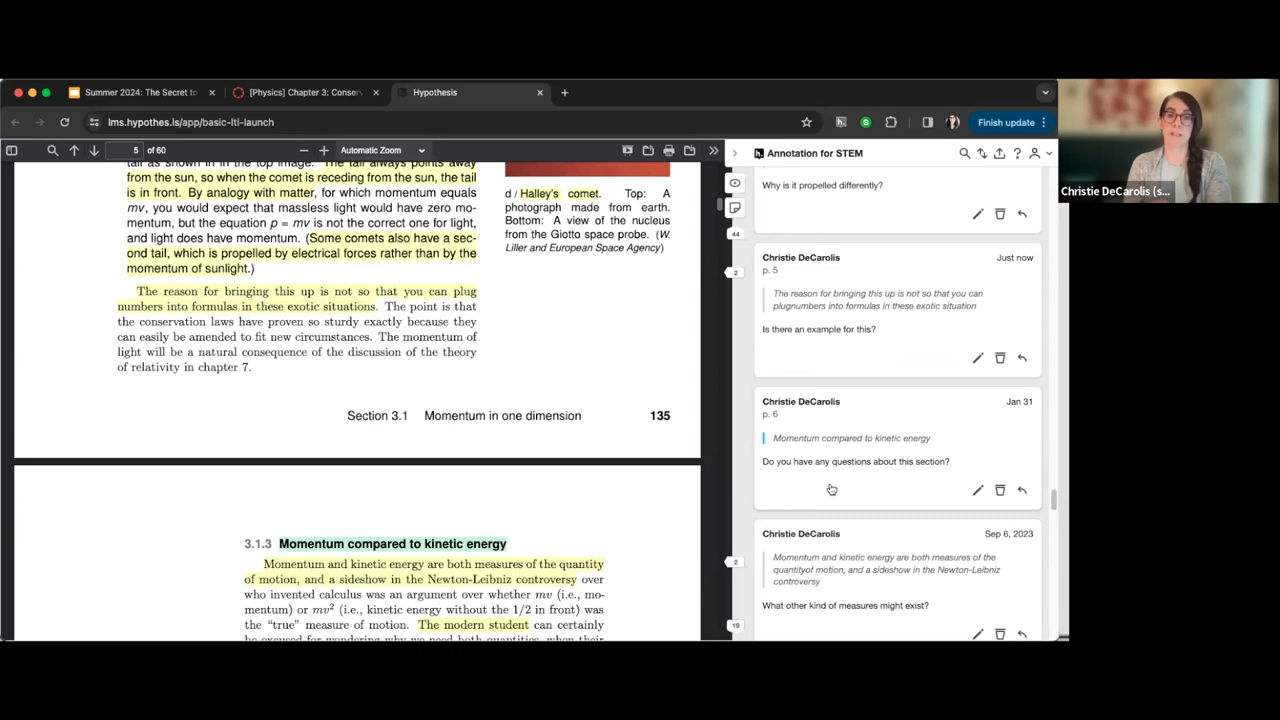 Summer 2024: The Secret to
[Physics] Chapter 3: Conser
Hypothesis
lms.hypothes.is/app/basic-lti-launch
Finish update
5 of 60
Automatic Zoom
from the sun, so when the comet is receding from the sun, the tail
is in front. By analogy with matter, for which momentum equals
mv, you would expect that massless light would have zero mo-
mentum, but the equation p = mv is not the correct one for light,
and light does have momentum. (Some comets also have a sec-
ond tail, which is propelled by electrical forces rather than by the
momentum of sunlight.)
The reason for bringing this up is not so that you can plug
numbers into formulas in these exotic situations. The point is that
the conservation laws have proven so sturdy exactly because they
can easily be amended to fit new circumstances. The momentum of
light will be a natural consequence of the discussion of the theory
of relativity in chapter 7.
d / Halley's comet. Top: A
photograph made from earth.
Bottom: A view of the nucleus
from the Giotto space probe. (W.
Liller and European Space Agency)
Section 3.1 Momentum in one dimension 135
3.1.3 Momentum compared to kinetic energy
Momentum and kinetic energy are both measures of the quantity
of motion, and a sideshow in the Newton-Leibniz controversy over
who invented calculus was an argument over whether mv (i.e., mo-
mentum) or mv² (i.e., kinetic energy without the 1/2 in front) was
the “true” measure of motion. The modern student can certainly
be excused for wondering why we need both quantities, when their
Annotation for STEM
Why is it propelled differently?
44
2
Christie DeCarolis Just now
p. 5
The reason for bringing this up is not so that you can
plugnumbers into formulas in these exotic situation
Is there an example for this?
Christie DeCarolis Jan 31
p. 6
Momentum compared to kinetic energy
Do you have any questions about this section?
Christie DeCarolis Sep 6, 2023
2
Momentum and kinetic energy are both measures of the
quantityof motion, and a sideshow in the Newton-Leibniz
controversy
What other kind of measures might exist?
19
Christie DeCarolis (s...